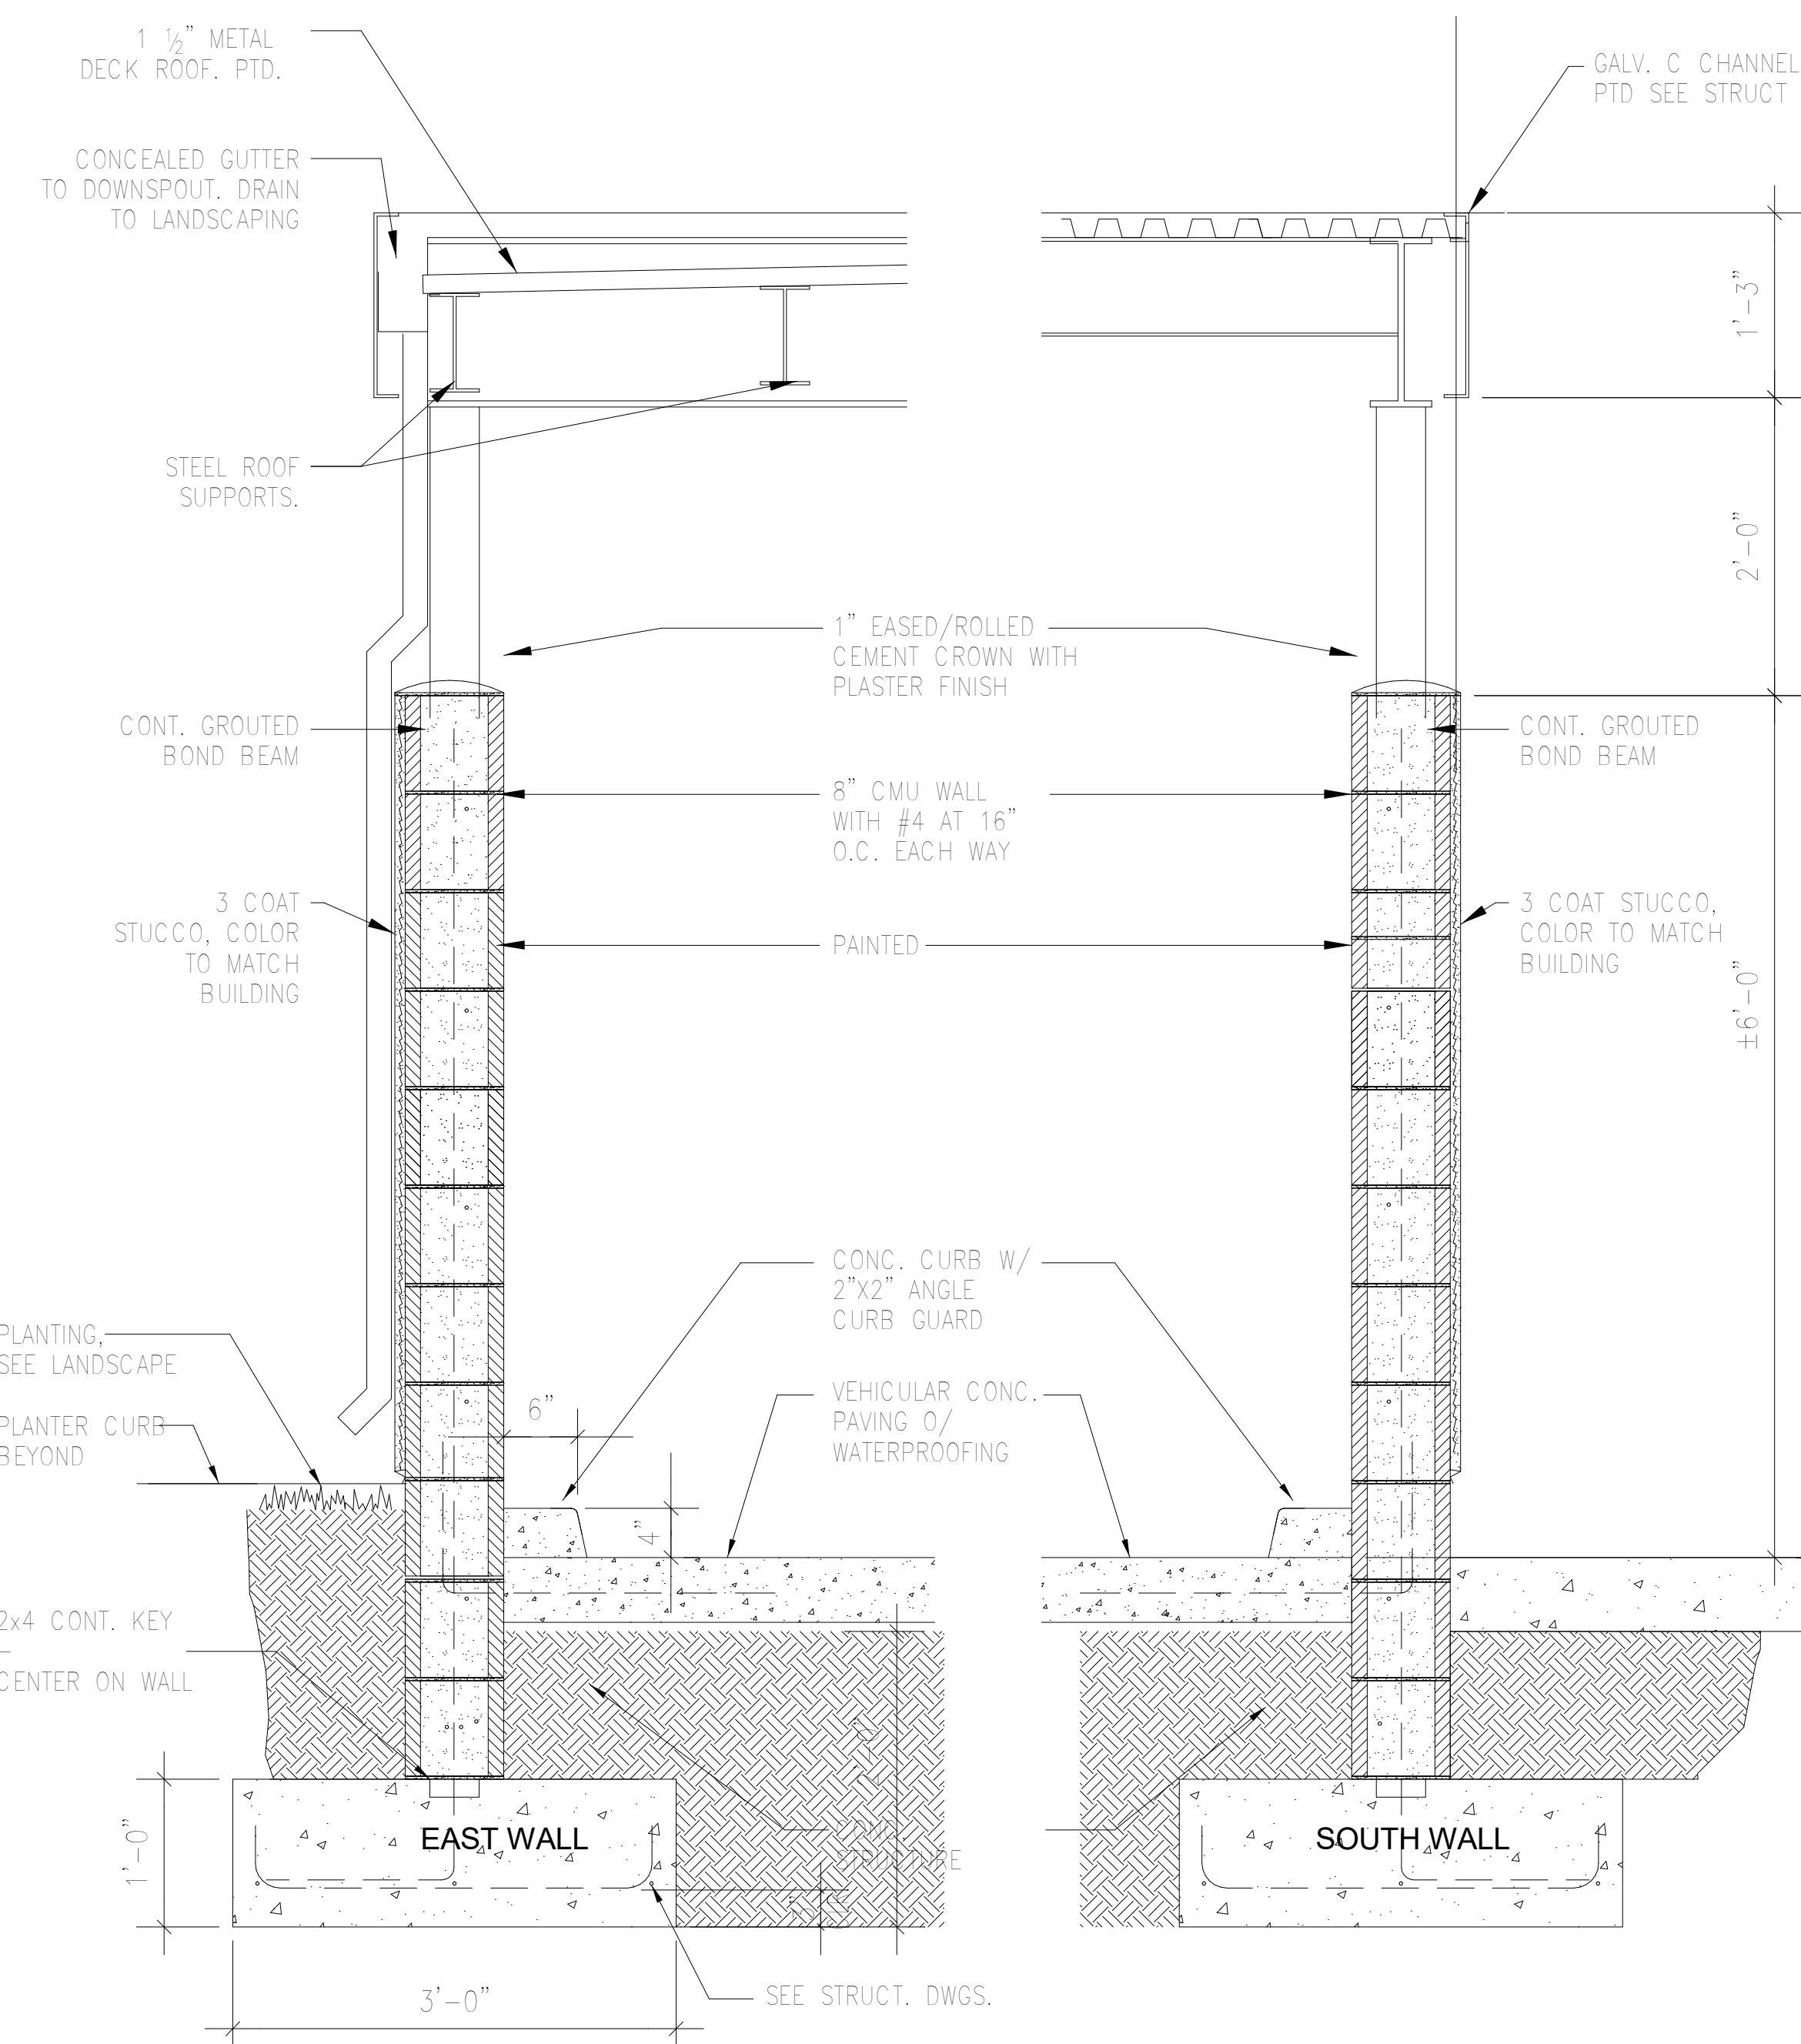 1 ½" METAL
DECK ROOF. PTD.
GALV. C CHANNEL
PTD SEE STRUCT
CONCEALED GUTTER
TO DOWNSPOUT. DRAIN
TO LANDSCAPING
1'-3"
STEEL ROOF
SUPPORTS.
2'-0"
1" EASED/ROLLED
CEMENT CROWN WITH
PLASTER FINISH
CONT. GROUTED
BOND BEAM
CONT. GROUTED
BOND BEAM
8" CMU WALL
WITH #4 AT 16"
O.C. EACH WAY
3 COAT
STUCCO, COLOR
TO MATCH
BUILDING
PAINTED
3 COAT STUCCO,
COLOR TO MATCH
BUILDING
±6'-0"
CONC. CURB W/
2"X2" ANGLE
CURB GUARD
PLANTING,
SEE LANDSCAPE
VEHICULAR CONC.
PAVING O/
WATERPROOFING
6"
PLANTER CURB
BEYOND
4"
2x4 CONT. KEY
–
CENTER ON WALL
1'-0"
EAST WALL
CONC.
STRUCTURE
SOUTH WALL
3'-0"
SEE STRUCT. DWGS.